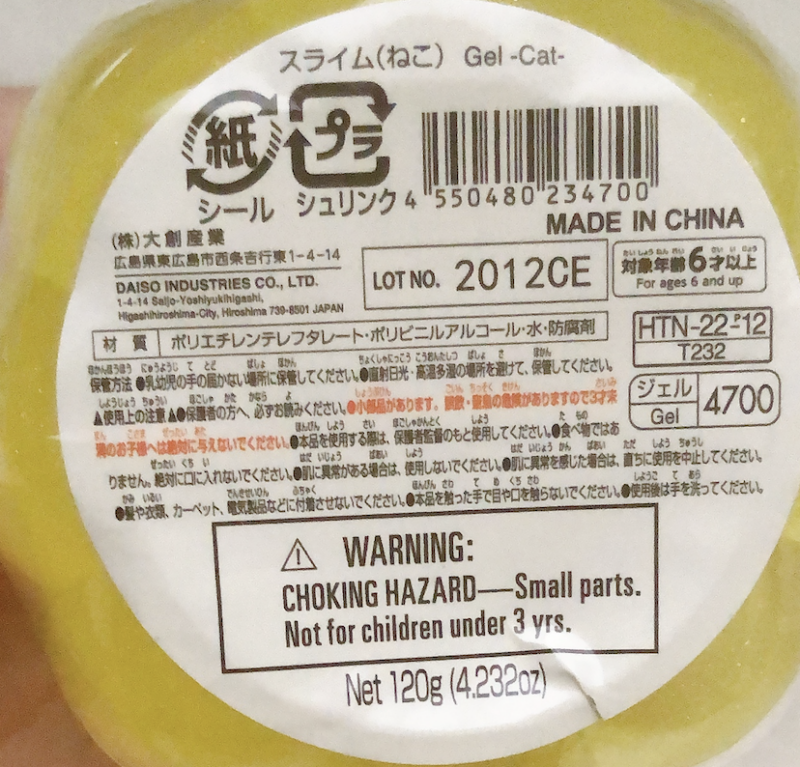 スライム(ねこ) Gel -Cat-
紙
プラ
シール
シュリンク
4 550480 234700
MADE IN CHINA
(株)大創産業
広島県東広島市西条吉行東1-4-14
DAISO INDUSTRIES CO., LTD.
1-4-14 Saijo-Yoshiyukihigashi,
Higashihiroshima-City, Hiroshima 739-8501 JAPAN
LOT NO. 2012CE
対象年齢6才以上
For ages 6 and up
材 質 ポリエチレンテレフタレート・ポリビニルアルコール・水・防腐剤
HTN-22-P-12
T232
ジェル
Gel
4700
保管方法 ●乳幼児の手の届かない場所に保管してください。●直射日光・高温多湿の場所を避けて、保管してください。
▲使用上の注意▲●保護者の方へ、必ずお読みください。●小部品があります。誤飲・窒息の危険がありますので3才未
満のお子様へは絶対に与えないでください。●本品を使用する際は、保護者監督のもと使用してください。●食べ物ではあ
りません。絶対に口に入れないでください。●肌に異常がある場合は、使用しないでください。●肌に異常を感じた場合は、直ちに使用を中止してください。
●髪や衣類、カーペット、電気製品などに付着させないでください。●本品を触った手で目や口を触らないでください。●使用後は手を洗ってください。
WARNING:
CHOKING HAZARD—Small parts.
Not for children under 3 yrs.
Net 120g (4.232oz)